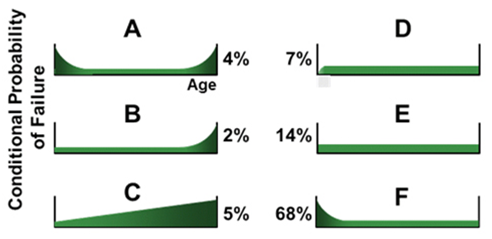 Conditional Probability
of Failure
A
4%
Age
B
2%
C
5%
D
7%
E
14%
F
68%